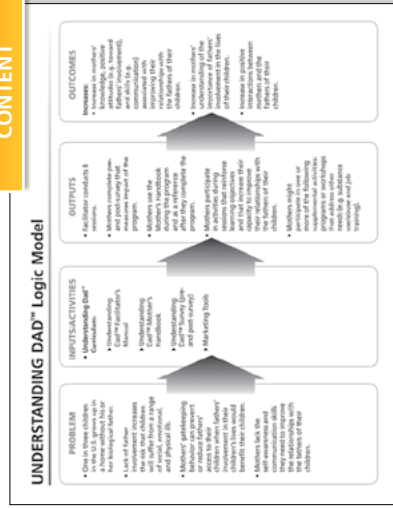 CONTENT
UNDERSTANDING DAD™ Logic Model
PROBLEM
• One in three children
in the U.S. grows up in
a home without his or
her biological father.
• Lack of father
involvement increases
the risk that children
will suffer from a range
of social, emotional,
and physical ills.
• Mothers' gatekeeping
behavior can prevent
or reduce fathers'
access to their
children when fathers'
involvement in their
children's lives would
benefit their children.
• Mothers lack the
self-awareness and
communication skills
they need to improve
the relationships with
the fathers of their
children.
INPUTS/ACTIVITIES
• Understanding Dad™
Curriculum:
• Understanding
Dad™ Facilitator's
Manual
• Understanding
Dad™ Mother's
Handbook
• Understanding
Dad™ Survey (pre-
and post-survey)
• Marketing Tools
OUTPUTS
• Facilitator conducts 8
sessions.
• Mothers complete pre-
and post-survey that
measures impact of the
program.
• Mothers use the
Mother's Handbook
during the program
and as a reference
after they complete the
program.
• Mothers participate
in activities during
sessions that reinforce
learning objectives
and that increase their
capacity to improve
their relationships with
the fathers of their
children.
• Mothers might
participate in one or
more of the following
supplemental activities:
programs or workshops
that address other
needs (e.g. substance
use/abuse and job
training).
OUTCOMES
Increases:
• Increase in mothers'
knowledge, positive
attitudes (e.g. toward
fathers' involvement),
and skills (e.g.
communication)
associated with
improving their
relationships with
the fathers of their
children.
• Increase in mothers'
understanding of the
importance of fathers'
involvement in the lives
of their children.
• Increase in positive
interactions between
mothers and the
fathers of their
children.